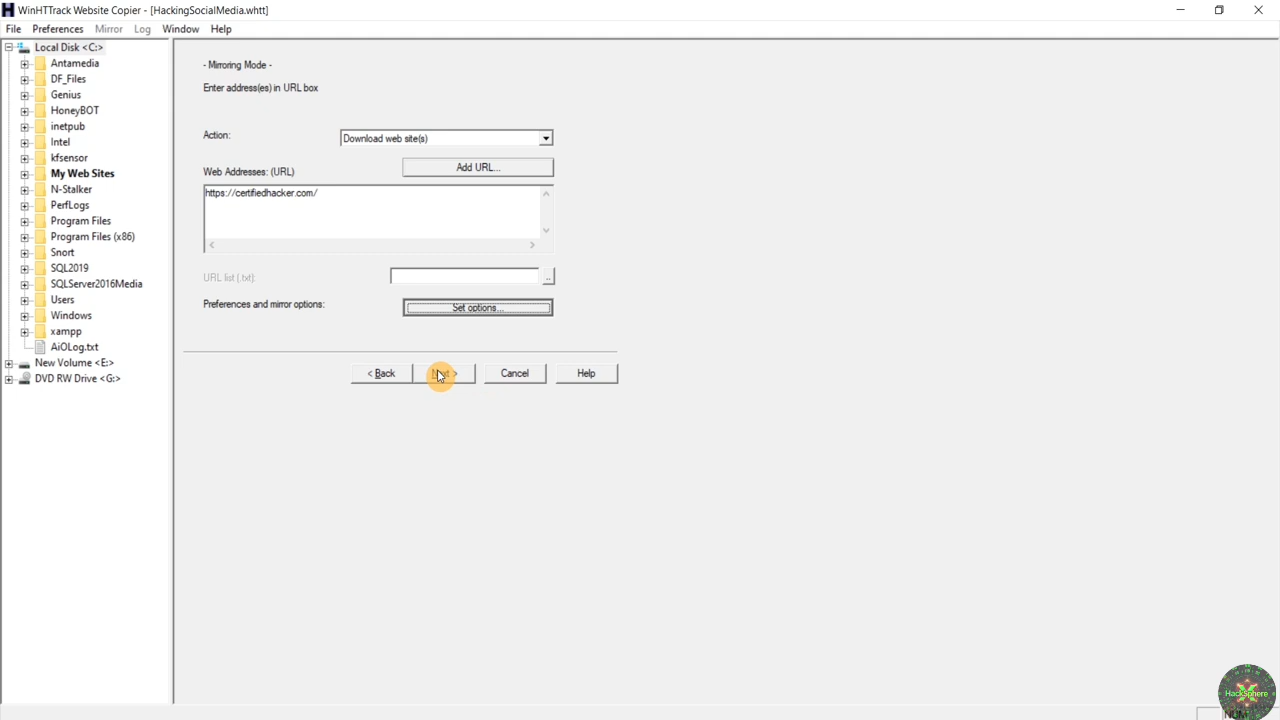 WinHTTrack Website Copier - [HackingSocialMedia.whtt]
File Preferences Mirror Log Window Help
Local Disk <C:>
Antamedia
DF_Files
Genius
HoneyBOT
inetpub
Intel
kfsensor
My Web Sites
N-Stalker
PerfLogs
Program Files
Program Files (x86)
Snort
SQL2019
SQLServer2016Media
Users
Windows
xampp
AiOLog.txt
New Volume <E:>
DVD RW Drive <G:>
- Mirroring Mode -
Enter address(es) in URL box
Action:
Download web site(s)
Web Addresses: (URL)
Add URL...
https://certifiedhacker.com/
URL list (.txt):
..
Preferences and mirror options:
Set options...
< Back
Cancel
Help
HackSphere
NUM